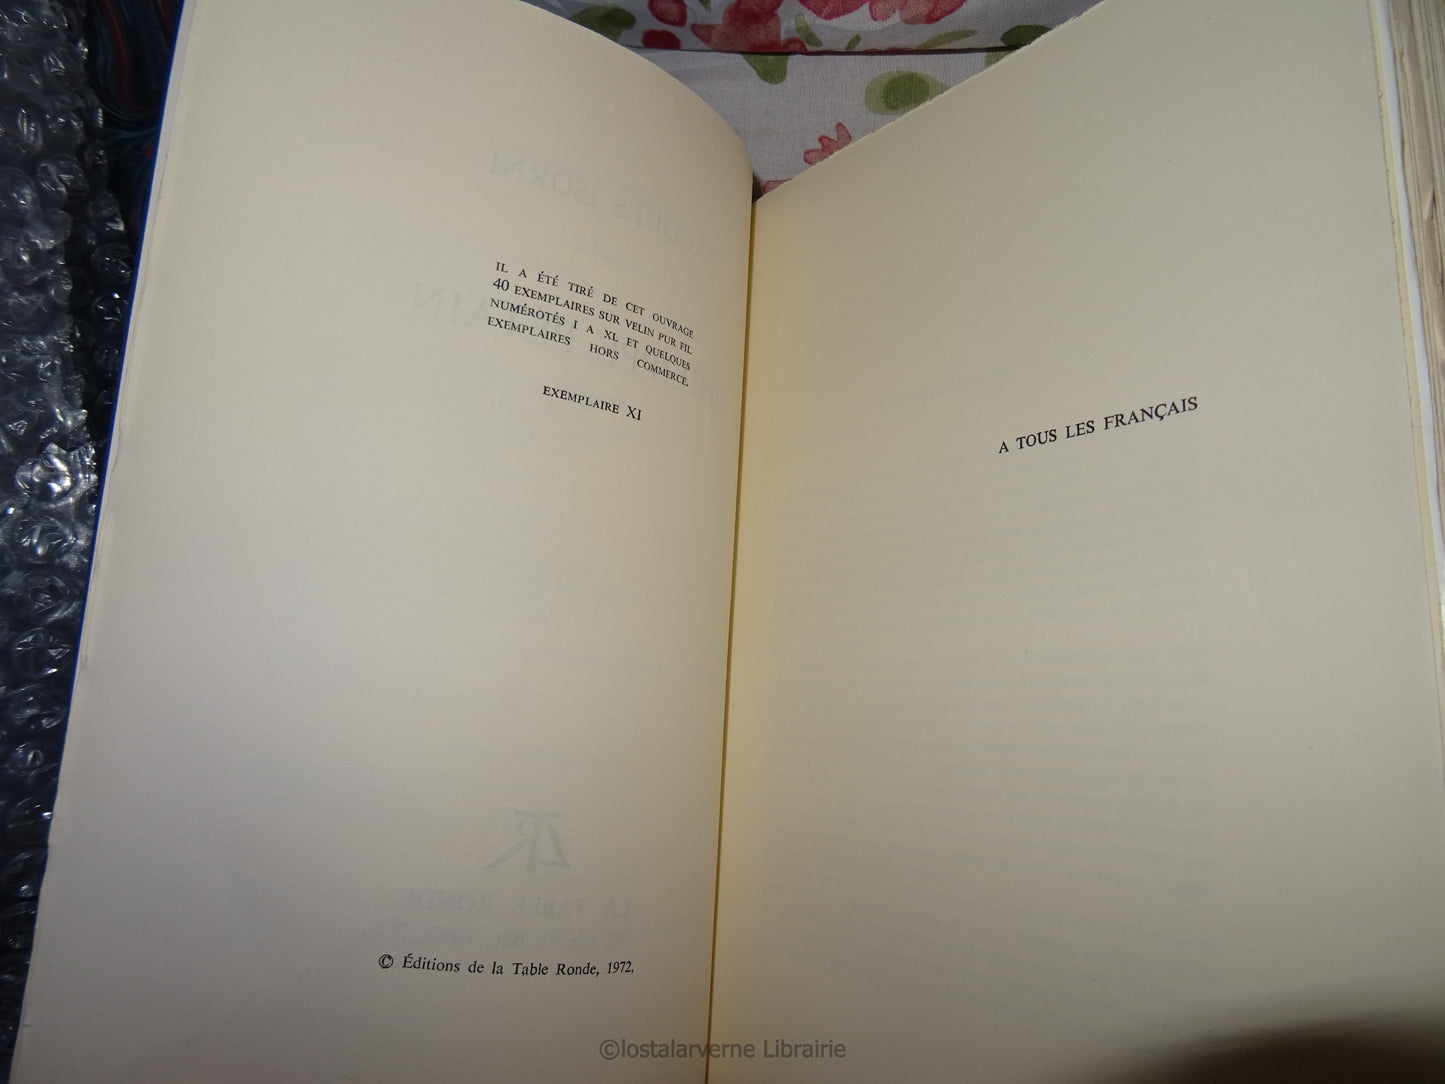 IL A ÉTÉ TIRÉ DE CET OUVRAGE
40 EXEMPLAIRES SUR VELIN PUR FIL
NUMÉROTÉS I A XL ET QUELQUES
EXEMPLAIRES HORS COMMERCE.
EXEMPLAIRE XI
© Éditions de la Table Ronde, 1972.
A TOUS LES FRANÇAIS
©lostalarverne Librairie